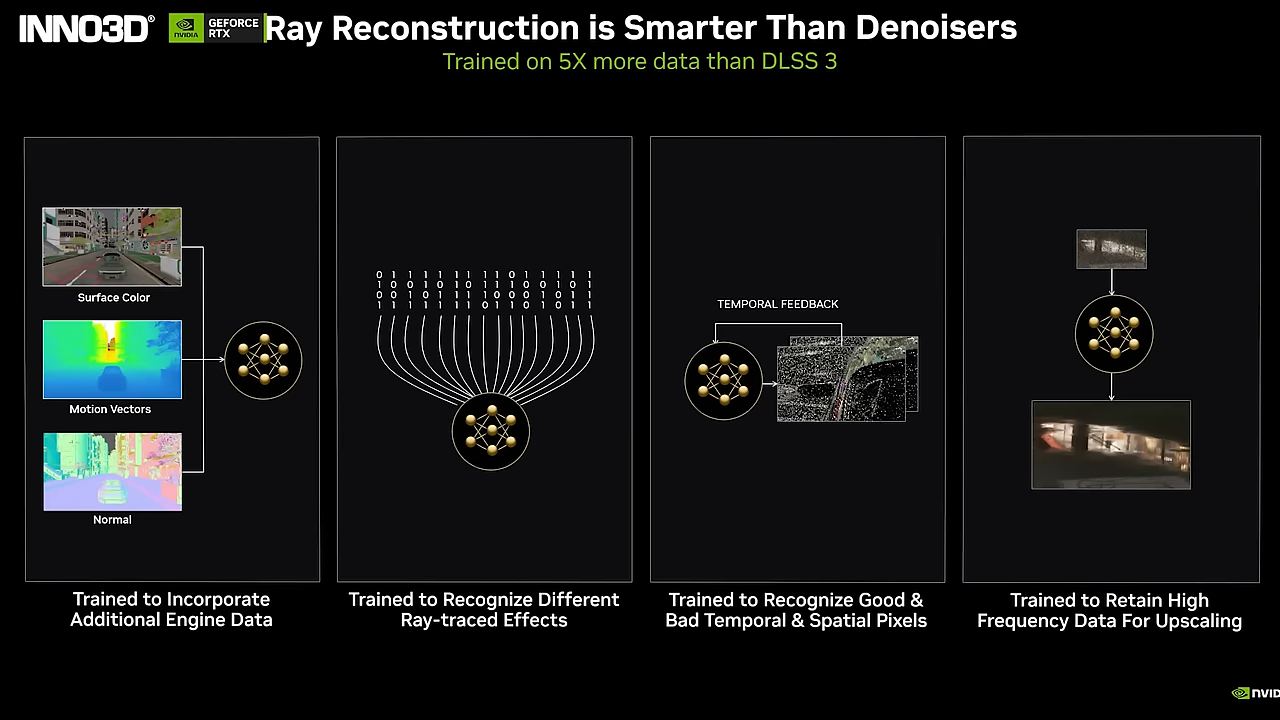 INNO3D®
NVIDIA
GEFORCE
RTX
Ray Reconstruction is Smarter Than Denoisers
Trained on 5X more data than DLSS 3
Surface Color
Motion Vectors
Normal
Trained to Incorporate
Additional Engine Data
Trained to Recognize Different
Ray-traced Effects
TEMPORAL FEEDBACK
Trained to Recognize Good &
Bad Temporal & Spatial Pixels
Trained to Retain High
Frequency Data For Upscaling
NVID